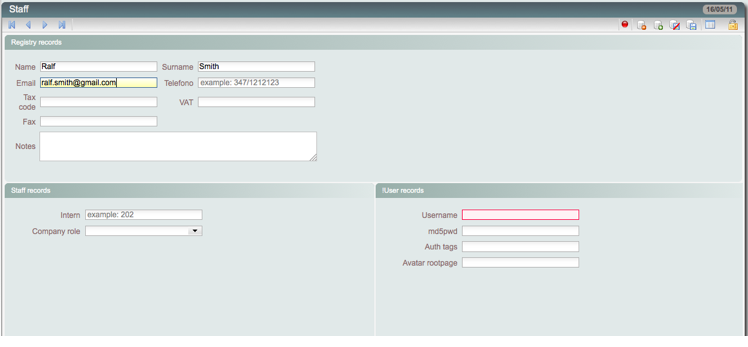 Staff 16/05/11
Registry records
Name Ralf Surname Smith
Email ralf.smith@gmail.com Telefono example: 347/1212123
Tax code VAT
Fax
Notes
Staff records !User records
Intern example: 202 Username
Company role md5pwd
Auth tags
Avatar rootpage